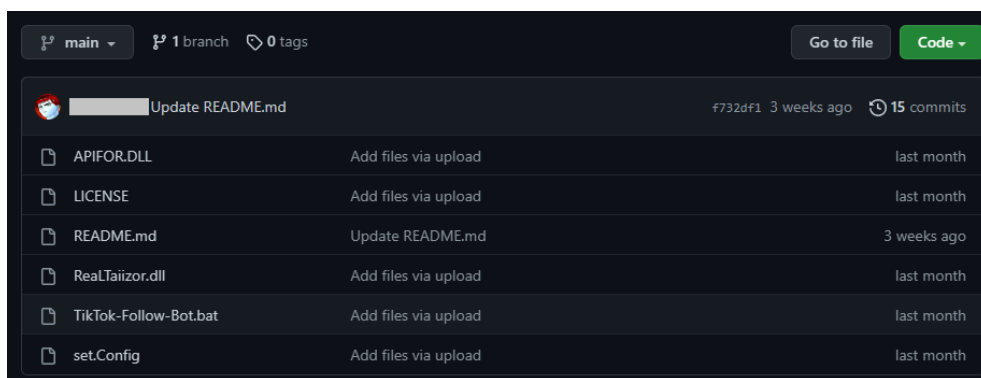 main 1 branch 0 tags Go to file Code
Update README.md f732df1 3 weeks ago 15 commits
APIFOR.DLL Add files via upload last month
LICENSE Add files via upload last month
README.md Update README.md 3 weeks ago
ReaLTaiizor.dll Add files via upload last month
TikTok-Follow-Bot.bat Add files via upload last month
set.Config Add files via upload last month